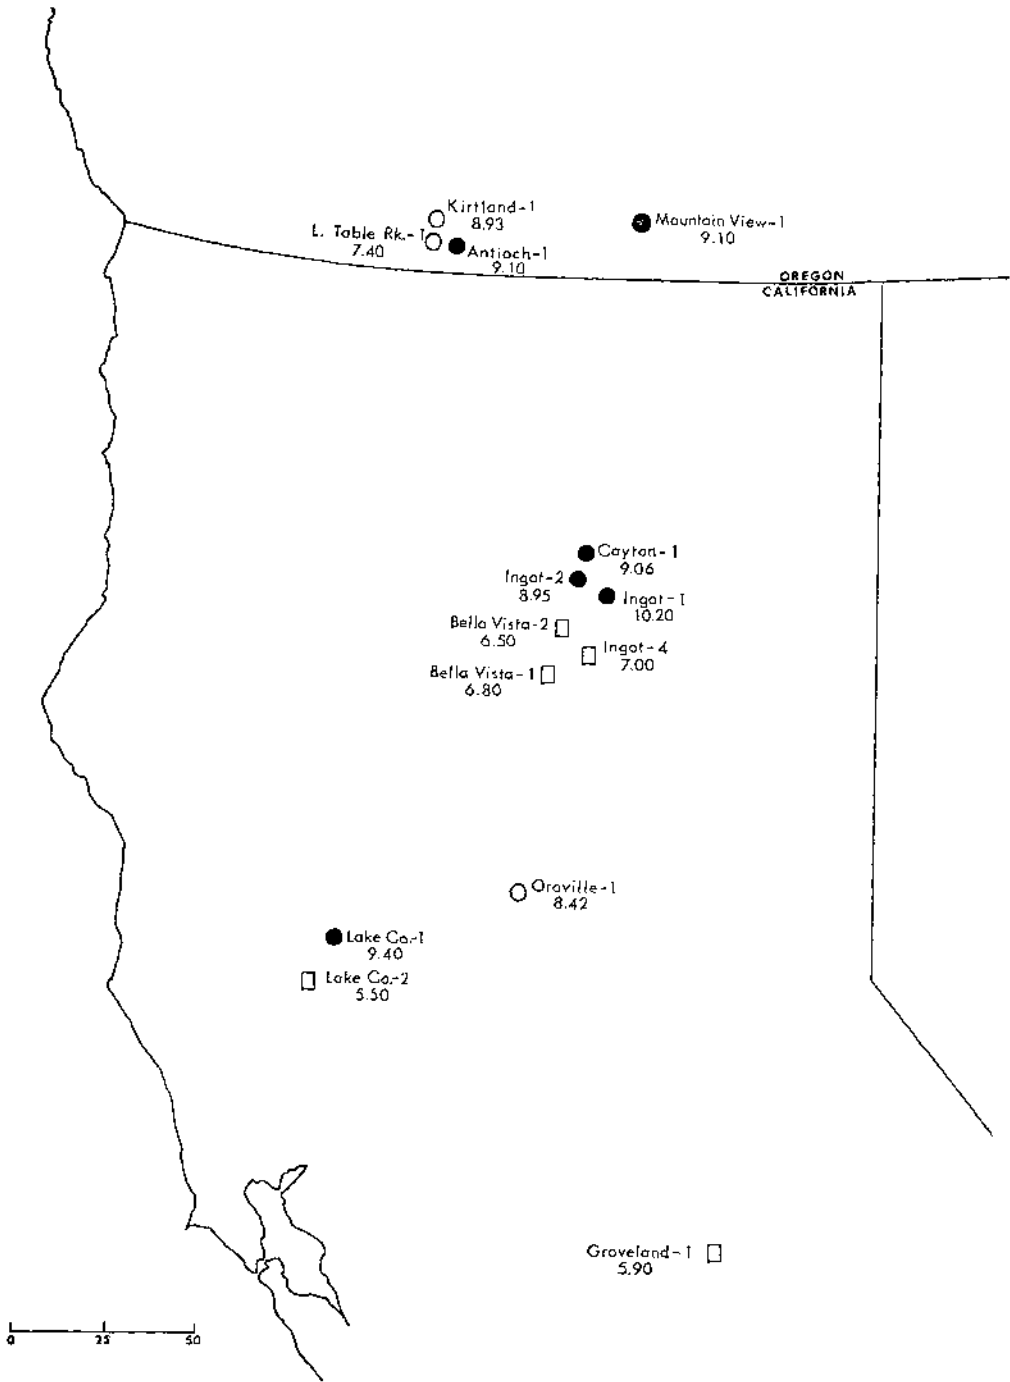 Kirtland-1
8.93
L. Table Rk.-1
7.40
Antioch-1
9.10
Mountain View-1
9.10
OREGON
CALIFORNIA
Cayton-1
9.06
Ingot-2
8.95
Ingot-1
10.20
Bella Vista-2
6.50
Ingot-4
7.00
Bella Vista-1
6.80
Oroville-1
8.42
Lake Co.-1
9.40
Lake Co.-2
5.50
Groveland-1
5.90
0 25 50